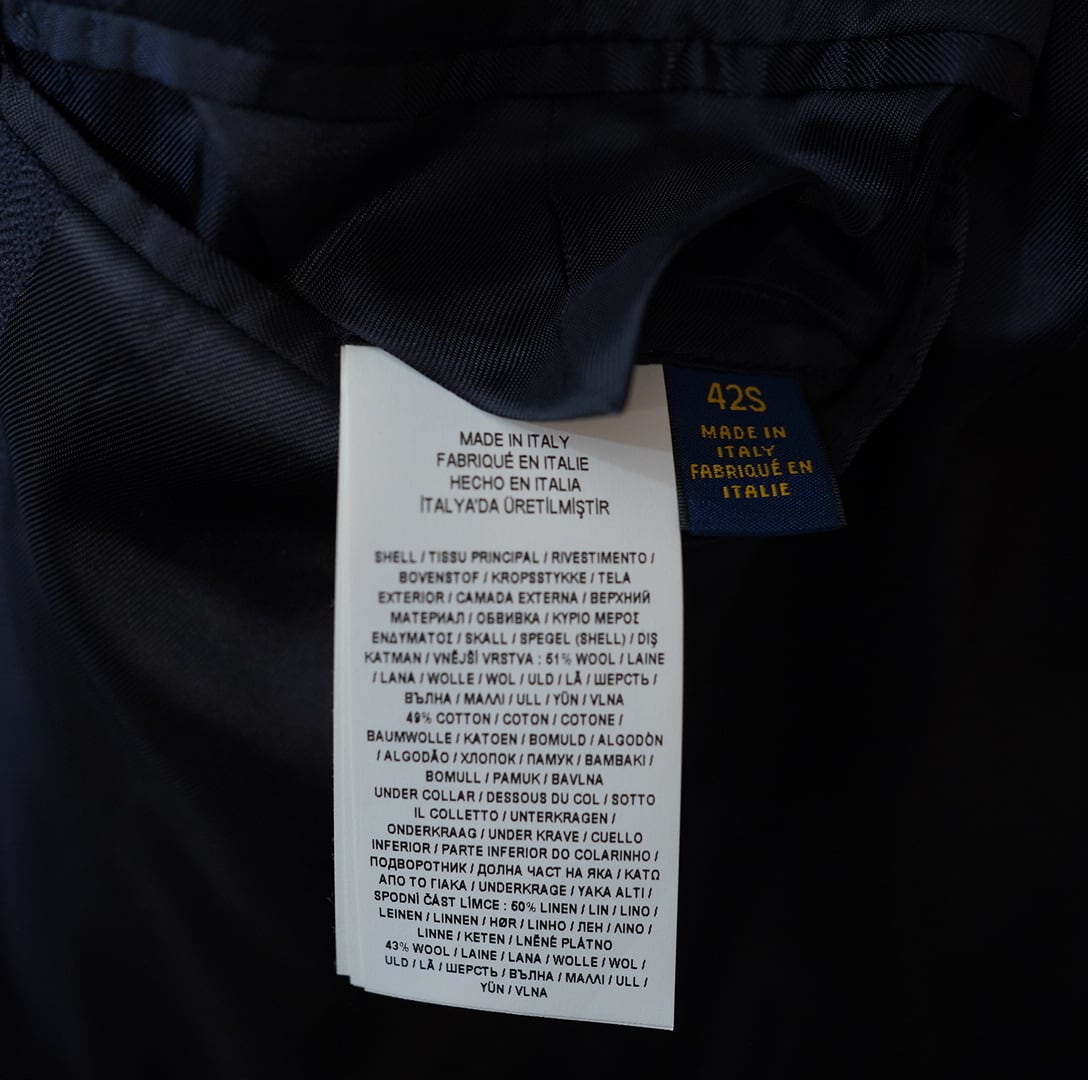 MADE IN ITALY
FABRIQUÉ EN ITALIE
HECHO EN ITALIA
İTALYA'DA ÜRETİLMİŞTİR
SHELL / TISSU PRINCIPAL / RIVESTIMENTO /
BOVENSTOF / KROPSSTYKKE / TELA
EXTERIOR / CAMADA EXTERNA / ВЕРХНИЙ
МАТЕРИАЛ / ОБВИВКА / ΚΥΡΙΟ ΜΕΡΟΣ
ΕΝΔΥΜΑΤΟΣ / SKALL / SPEGEL (SHELL) / DIŞ
KATMAN / VNĚJŠÍ VRSTVA : 51% WOOL / LAINE
/ LANA / WOLLE / WOL / ULD / LÃ / ШЕРСТЬ /
ВЪЛНА / ΜΑΛΛΙ / ULL / YÜN / VLNA
49% COTTON / COTON / COTONE /
BAUMWOLLE / KATOEN / BOMULD / ALGODÓN
/ ALGODÃO / ХЛОПОК / ПАМУК / ΒΑΜΒΑΚΙ /
BOMULL / PAMUK / BAVLNA
UNDER COLLAR / DESSOUS DU COL / SOTTO
IL COLLETTO / UNTERKRAGEN /
ONDERKRAAG / UNDER KRAVE / CUELLO
INFERIOR / PARTE INFERIOR DO COLARINHO /
ПОДВОРОТНИК / ДОЛНА ЧАСТ НА ЯКА / ΚΑΤΩ
ΑΠΟ ΤΟ ΓΙΑΚΑ / UNDERKRAGE / YAKA ALTI /
SPODNÍ ČÁST LÍMCE : 50% LINEN / LIN / LINO /
LEINEN / LINNEN / HØR / LINHO / ЛЕН / ΛΙΝΟ /
LINNE / KETEN / LNĚNÉ PLÁTNO
43% WOOL / LAINE / LANA / WOLLE / WOL /
ULD / LÃ / ШЕРСТЬ / ВЪЛНА / ΜΑΛΛΙ / ULL /
YÜN / VLNA
42S
MADE IN
ITALY
FABRIQUÉ EN
ITALIE